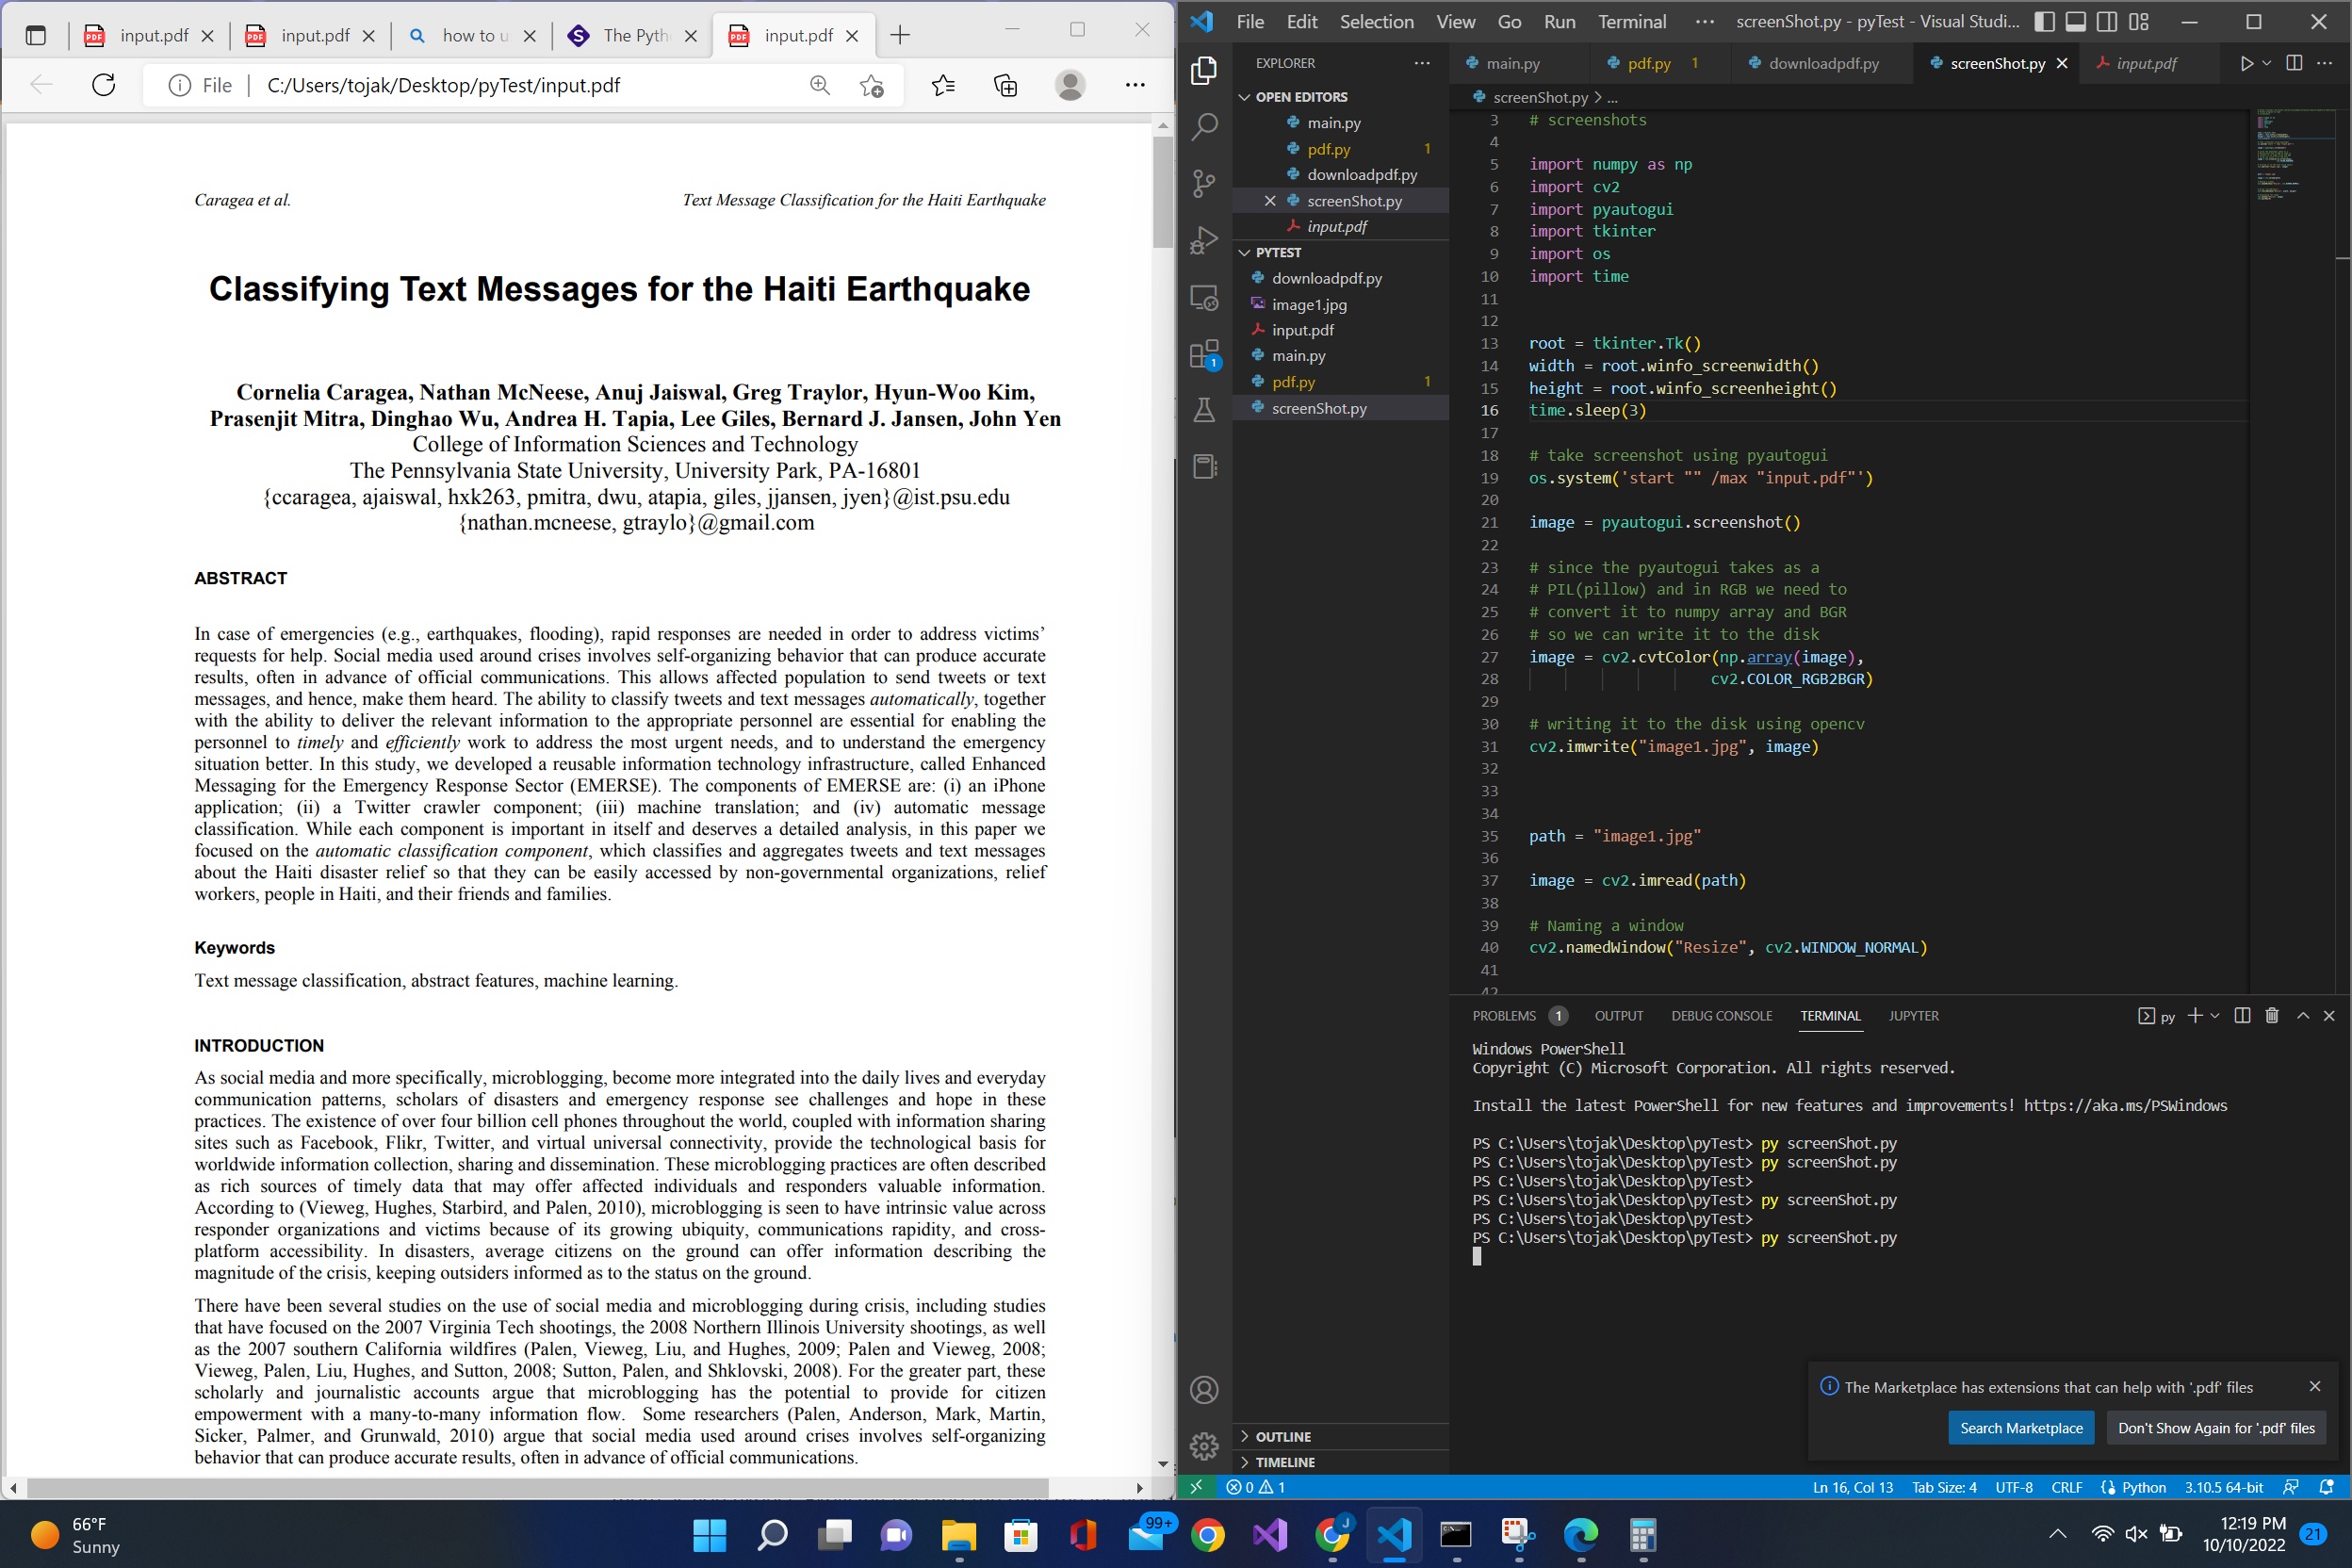 input.pdf
input.pdf
how to u
The Pyth
input.pdf
File
C:/Users/tojak/Desktop/pyTest/input.pdf
Caragea et al.
Text Message Classification for the Haiti Earthquake
Classifying Text Messages for the Haiti Earthquake
Cornelia Caragea, Nathan McNeese, Anuj Jaiswal, Greg Traylor, Hyun-Woo Kim,
Prasenjit Mitra, Dinghao Wu, Andrea H. Tapia, Lee Giles, Bernard J. Jansen, John Yen
College of Information Sciences and Technology
The Pennsylvania State University, University Park, PA-16801
{ccaragea, ajaiswal, hxk263, pmitra, dwu, atapia, giles, jjansen, jyen}@ist.psu.edu
{nathan.mcneese, gtraylo}@gmail.com
ABSTRACT
In case of emergencies (e.g., earthquakes, flooding), rapid responses are needed in order to address victims’
requests for help. Social media used around crises involves self-organizing behavior that can produce accurate
results, often in advance of official communications. This allows affected population to send tweets or text
messages, and hence, make them heard. The ability to classify tweets and text messages automatically, together
with the ability to deliver the relevant information to the appropriate personnel are essential for enabling the
personnel to timely and efficiently work to address the most urgent needs, and to understand the emergency
situation better. In this study, we developed a reusable information technology infrastructure, called Enhanced
Messaging for the Emergency Response Sector (EMERSE). The components of EMERSE are: (i) an iPhone
application; (ii) a Twitter crawler component; (iii) machine translation; and (iv) automatic message
classification. While each component is important in itself and deserves a detailed analysis, in this paper we
focused on the automatic classification component, which classifies and aggregates tweets and text messages
about the Haiti disaster relief so that they can be easily accessed by non-governmental organizations, relief
workers, people in Haiti, and their friends and families.
Keywords
Text message classification, abstract features, machine learning.
INTRODUCTION
As social media and more specifically, microblogging, become more integrated into the daily lives and everyday
communication patterns, scholars of disasters and emergency response see challenges and hope in these
practices. The existence of over four billion cell phones throughout the world, coupled with information sharing
sites such as Facebook, Flikr, Twitter, and virtual universal connectivity, provide the technological basis for
worldwide information collection, sharing and dissemination. These microblogging practices are often described
as rich sources of timely data that may offer affected individuals and responders valuable information.
According to (Vieweg, Hughes, Starbird, and Palen, 2010), microblogging is seen to have intrinsic value across
responder organizations and victims because of its growing ubiquity, communications rapidity, and cross-
platform accessibility. In disasters, average citizens on the ground can offer information describing the
magnitude of the crisis, keeping outsiders informed as to the status on the ground.
There have been several studies on the use of social media and microblogging during crisis, including studies
that have focused on the 2007 Virginia Tech shootings, the 2008 Northern Illinois University shootings, as well
as the 2007 southern California wildfires (Palen, Vieweg, Liu, and Hughes, 2009; Palen and Vieweg, 2008;
Vieweg, Palen, Liu, Hughes, and Sutton, 2008; Sutton, Palen, and Shklovski, 2008). For the greater part, these
scholarly and journalistic accounts argue that microblogging has the potential to provide for citizen
empowerment with a many-to-many information flow. Some researchers (Palen, Anderson, Mark, Martin,
Sicker, Palmer, and Grunwald, 2010) argue that social media used around crises involves self-organizing
behavior that can produce accurate results, often in advance of official communications.
File Edit Selection View Go Run Terminal ··· screenShot.py - pyTest - Visual Studi...
EXPLORER
OPEN EDITORS
main.py
pdf.py 1
downloadpdf.py
screenShot.py
input.pdf
PYTEST
downloadpdf.py
image1.jpg
input.pdf
main.py
pdf.py 1
screenShot.py
OUTLINE
TIMELINE
1
main.py
pdf.py 1
downloadpdf.py
screenShot.py
input.pdf
screenShot.py > ...
3 # screenshots
4
5 import numpy as np
6 import cv2
7 import pyautogui
8 import tkinter
9 import os
10 import time
11
12
13 root = tkinter.Tk()
14 width = root.winfo_screenwidth()
15 height = root.winfo_screenheight()
16 time.sleep(3)
17
18 # take screenshot using pyautogui
19 os.system('start "" /max "input.pdf"')
20
21 image = pyautogui.screenshot()
22
23 # since the pyautogui takes as a
24 # PIL(pillow) and in RGB we need to
25 # convert it to numpy array and BGR
26 # so we can write it to the disk
27 image = cv2.cvtColor(np.array(image),
28 cv2.COLOR_RGB2BGR)
29
30 # writing it to the disk using opencv
31 cv2.imwrite("image1.jpg", image)
32
33
34
35 path = "image1.jpg"
36
37 image = cv2.imread(path)
38
39 # Naming a window
40 cv2.namedWindow("Resize", cv2.WINDOW_NORMAL)
41
42
PROBLEMS 1 OUTPUT DEBUG CONSOLE TERMINAL JUPYTER
py
Windows PowerShell
Copyright (C) Microsoft Corporation. All rights reserved.
Install the latest PowerShell for new features and improvements! https://aka.ms/PSWindows
PS C:\Users\tojak\Desktop\pyTest> py screenShot.py
PS C:\Users\tojak\Desktop\pyTest> py screenShot.py
PS C:\Users\tojak\Desktop\pyTest>
PS C:\Users\tojak\Desktop\pyTest> py screenShot.py
PS C:\Users\tojak\Desktop\pyTest>
PS C:\Users\tojak\Desktop\pyTest> py screenShot.py
The Marketplace has extensions that can help with '.pdf' files
Search Marketplace
Don't Show Again for '.pdf' files
0 1
Ln 16, Col 13 Tab Size: 4 UTF-8 CRLF Python 3.10.5 64-bit
66°F
Sunny
99+
J
12:19 PM
10/10/2022
21